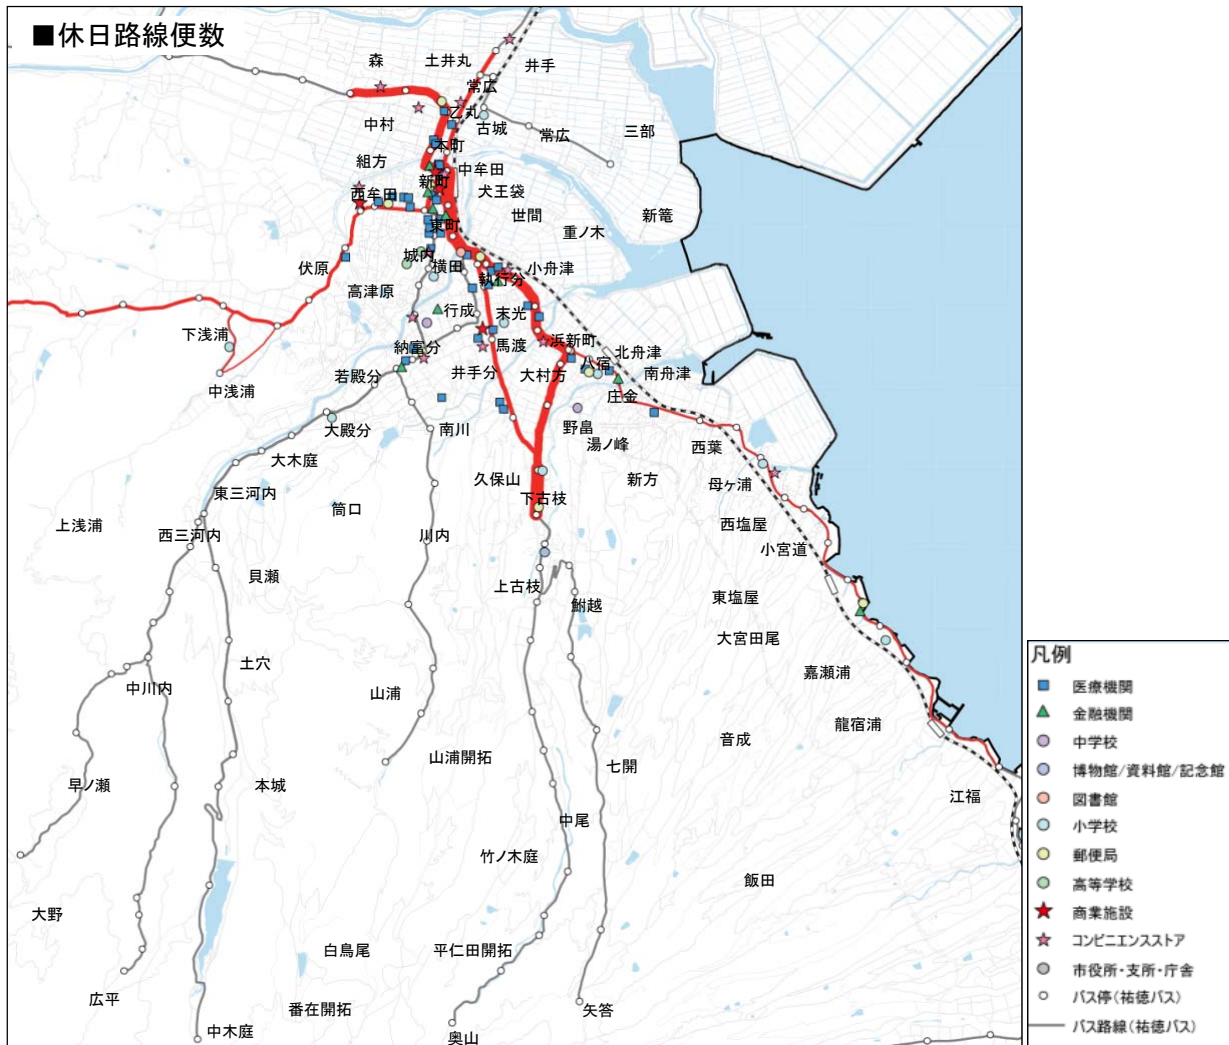 ■休日路線便数
森
土井丸
井手
常広
乙丸
古城
常広
三部
中村
本町
組方
中牟田
新町
西牟田
犬王袋
世間
新篭
東町
重ノ木
城内
横田
小舟津
伏原
執行分
高津原
行成
末光
下浅浦
馬渡
浜新町
北舟津
納富分
八宿
南舟津
若殿分
井手分
大村方
庄金
中浅浦
野畠
大殿分
南川
湯ノ峰
西葉
大木庭
久保山
新方
母ヶ浦
東三河内
下古枝
筒口
上浅浦
西三河内
川内
西塩屋
小宮道
貝瀬
上古枝
鮒越
東塩屋
大宮田尾
土穴
嘉瀬浦
中川内
山浦
龍宿浦
音成
山浦開拓
七開
早ノ瀬
本城
江福
中尾
竹ノ木庭
飯田
大野
白鳥尾
平仁田開拓
広平
番在開拓
矢答
中木庭
奥山
凡例
医療機関
金融機関
中学校
博物館/資料館/記念館
図書館
小学校
郵便局
高等学校
商業施設
コンビニエンスストア
市役所・支所・庁舎
バス停(祐徳バス)
バス路線(祐徳バス)